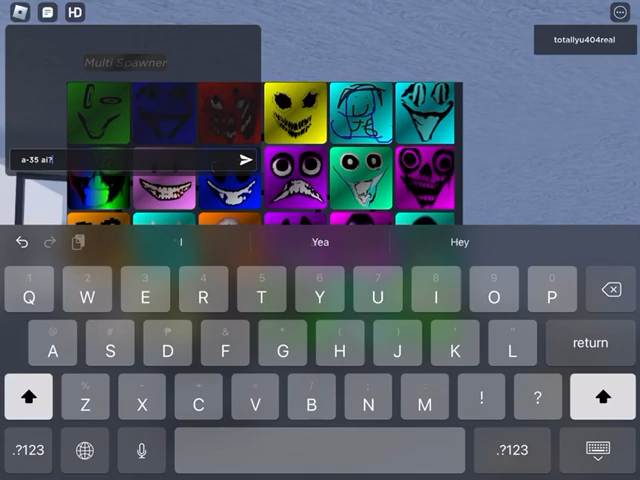 HD
totallyu404real
Multi Spawner
a-35 ai?
I
Yea
Hey
1 2 3 4 5 6 7 8 9 0
Q W E R T Y U I O P
@ # ₱ & * ( ) ' "
A S D F G H J K L
return
% - + = / ; :
Z X C V B N M ! ?
.?123
.?123